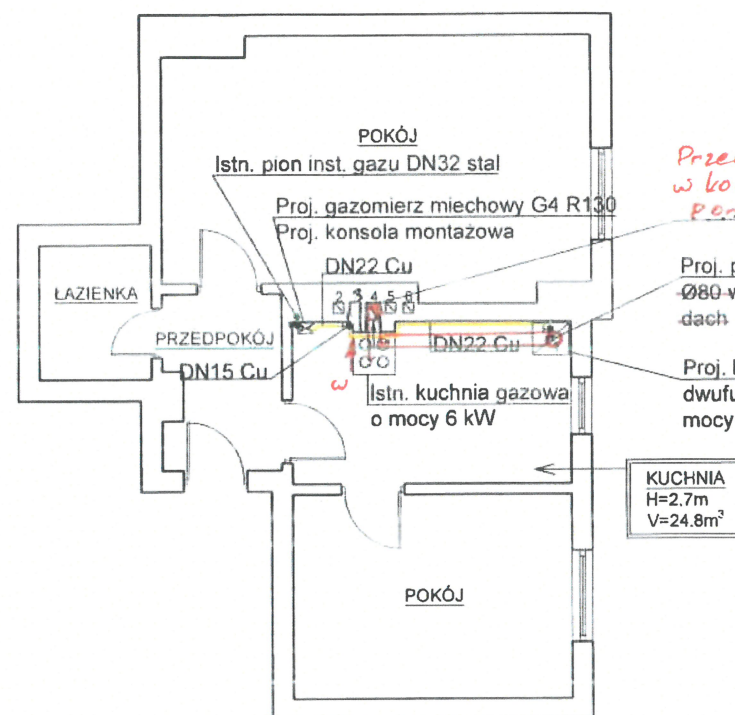 POKÓJ
Istn. pion inst. gazu DN32 stal
w ko
Proj. gazomierz miechowy G4 R130
Proj. konsola montażowa
DN22 Cu
Proj. p
Ø80 w
dach
ŁAZIENKA
2 3 4 5 6
PRZEDPOKÓJ
DN22 Cu
DN15 Cu
w
Istn. kuchnia gazowa
o mocy 6 kW
dwufu
mocy
KUCHNIA
H=2.7m
V=24.8m³
POKÓJ